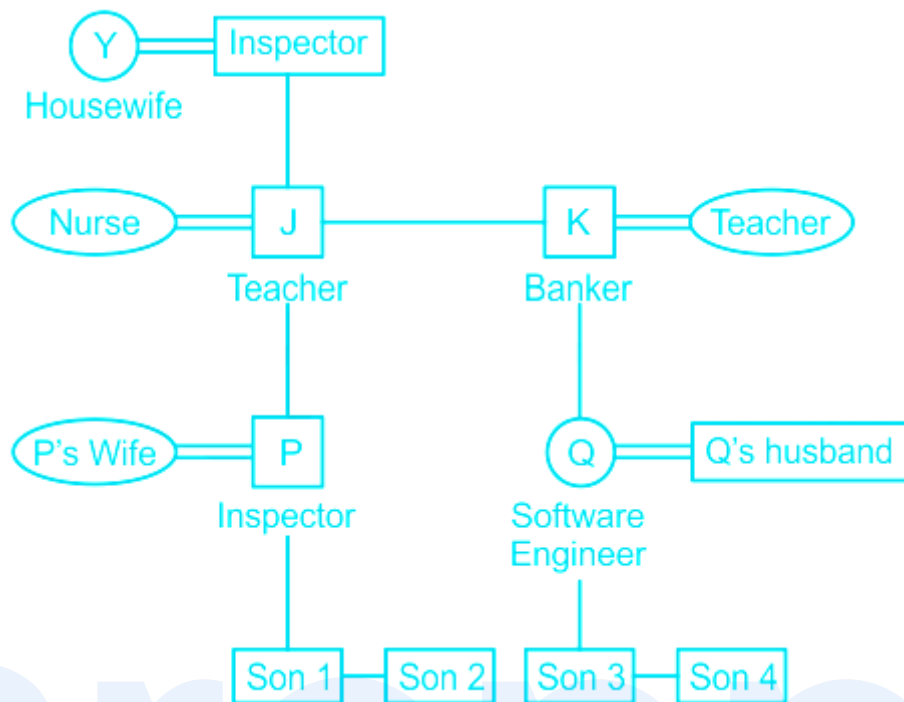 Y Inspector
Housewife
Nurse J K Teacher
Teacher Banker
P's Wife P Q Q's husband
Inspector Software
Engineer
Son 1 Son 2 Son 3 Son 4